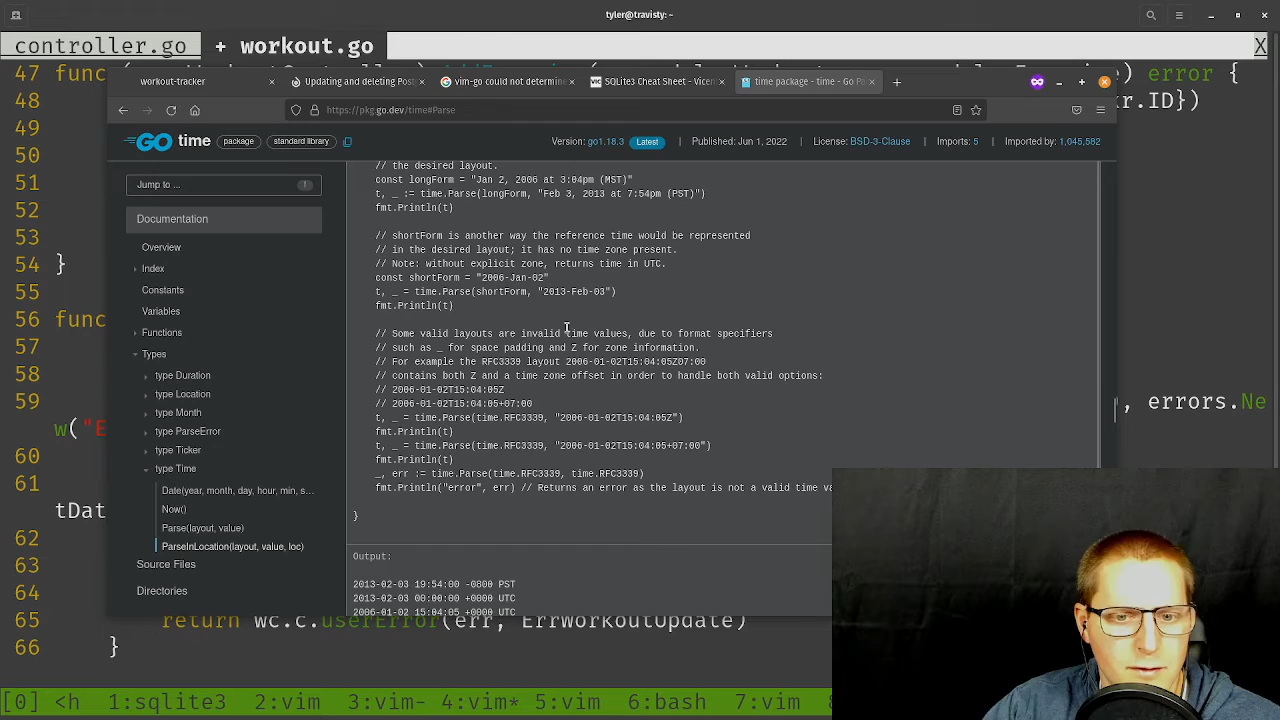 tyler@travisty: ~
controller.go + workout.go X
47 func error {
48 kr.ID})
49
50
51
52
53
54 }
55
56 func
57
58
59 , errors.Ne
w("E
60
61
tDat
62
63
64
65 return wc.c.userError(err, ErrWorkoutUpdate)
66 }
[0] <h 1:sqlite3 2:vim 3:vim- 4:vim* 5:vim 6:bash 7:vim
workout-tracker × Updating and deleting Post × vim-go could not determine × SQLite3 Cheat Sheet - Vicen × time package - time - Go Pa × +
https://pkg.go.dev/time#Parse
GO time package standard library Version: go1.18.3 Latest | Published: Jun 1, 2022 | License: BSD-3-Clause | Imports: 5 | Imported by: 1,045,582
Jump to ...
Documentation
Overview
Index
Constants
Variables
Functions
Types
type Duration
type Location
type Month
type ParseError
type Ticker
type Time
Date(year, month, day, hour, min, s...
Now()
Parse(layout, value)
ParseInLocation(layout, value, loc)
Source Files
Directories
// the desired layout.
const longForm = "Jan 2, 2006 at 3:04pm (MST)"
t, _ := time.Parse(longForm, "Feb 3, 2013 at 7:54pm (PST)")
fmt.Println(t)
// shortForm is another way the reference time would be represented
// in the desired layout; it has no time zone present.
// Note: without explicit zone, returns time in UTC.
const shortForm = "2006-Jan-02"
t, _ = time.Parse(shortForm, "2013-Feb-03")
fmt.Println(t)
// Some valid layouts are invalid time values, due to format specifiers
// such as _ for space padding and Z for zone information.
// For example the RFC3339 layout 2006-01-02T15:04:05Z07:00
// contains both Z and a time zone offset in order to handle both valid options:
// 2006-01-02T15:04:05Z
// 2006-01-02T15:04:05+07:00
t, _ = time.Parse(time.RFC3339, "2006-01-02T15:04:05Z")
fmt.Println(t)
t, _ = time.Parse(time.RFC3339, "2006-01-02T15:04:05+07:00")
fmt.Println(t)
_, err := time.Parse(time.RFC3339, time.RFC3339)
fmt.Println("error", err) // Returns an error as the layout is not a valid time va
}
Output:
2013-02-03 19:54:00 -0800 PST
2013-02-03 00:00:00 +0000 UTC
2006-01-02 15:04:05 +0000 UTC